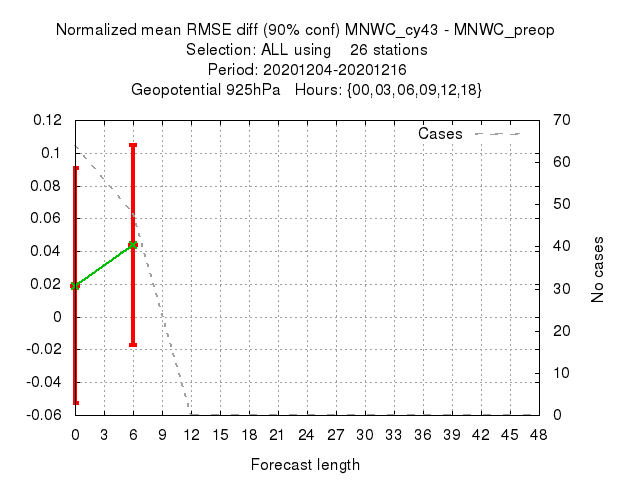 Normalized mean RMSE diff (90% conf) MNWC_cy43 - MNWC_preop
Selection: ALL using 26 stations
Period: 20201204-20201216
Geopotential 925hPa Hours: {00,03,06,09,12,18}
Cases
0.12
0.1
0.08
0.06
0.04
0.02
0
-0.02
-0.04
-0.06
70
60
50
40
30
20
10
0
No cases
0 3 6 9 12 15 18 21 24 27 30 33 36 39 42 45 48
Forecast length